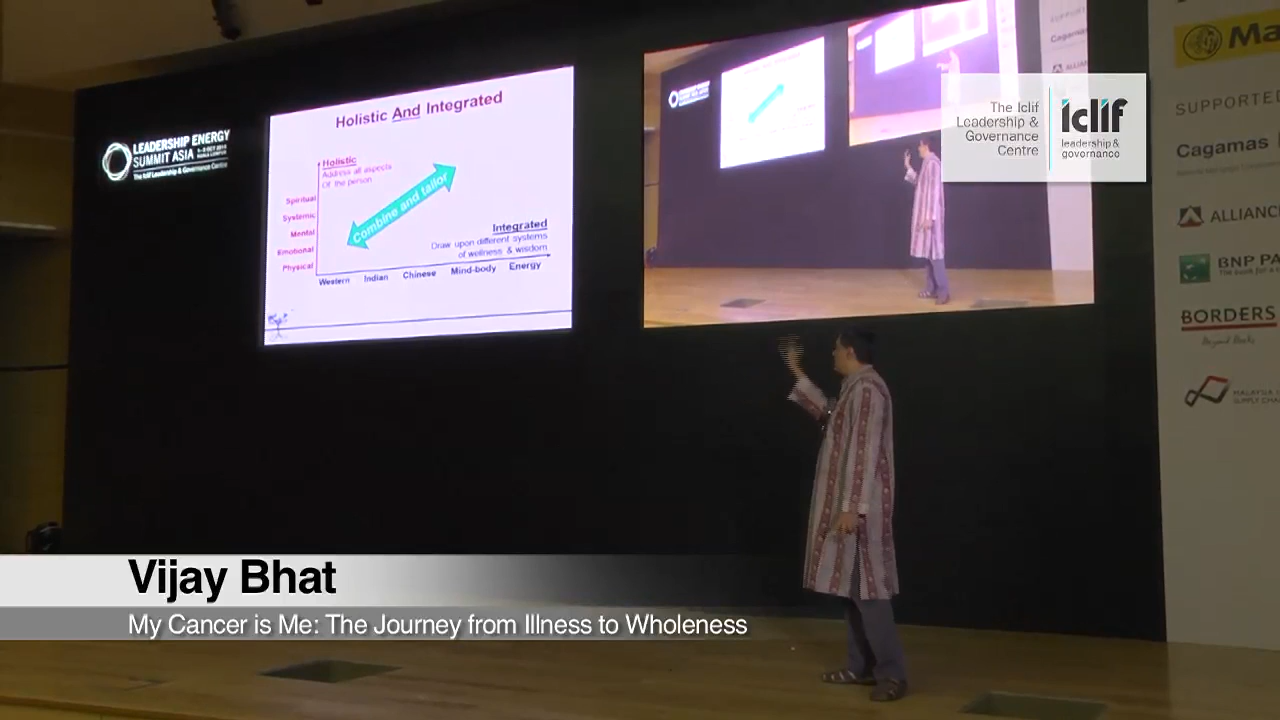 LEADERSHIP ENERGY
SUMMIT ASIA
The Iclif Leadership & Governance Centre
Holistic And Integrated
Holistic
Address all aspects
Of the person
Spiritual
Systemic
Mental
Emotional
Physical
Combine and tailor
Integrated
Draw upon different systems
of wellness & wisdom
Western Indian Chinese Mind-body Energy
The Iclif
Leadership &
Governance
Centre
iclif
leadership &
governance
SUPPORTED
Cagamas
ALLIANC
BNP PA
BORDERS
Beyond Books
Vijay Bhat
My Cancer is Me: The Journey from Illness to Wholeness